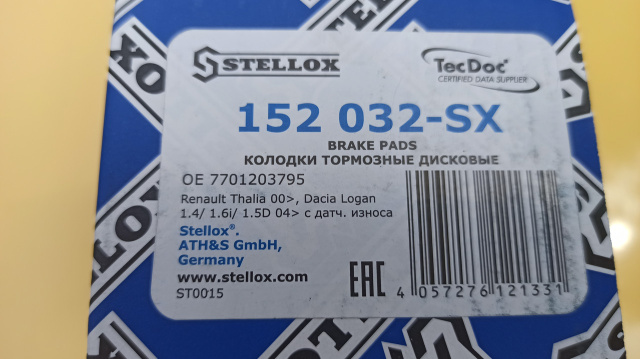 STELLOX
TecDoc
CERTIFIED DATA SUPPLIER
152 032-SX
BRAKE PADS
КОЛОДКИ ТОРМОЗНЫЕ ДИСКОВЫЕ
OE 7701203795
Renault Thalia 00>, Dacia Logan
1.4/ 1.6i/ 1.5D 04> с датч. износа
Stellox®.
ATH&S GmbH,
Germany
www.stellox.com
ST0015
EAC
4 057276 121331